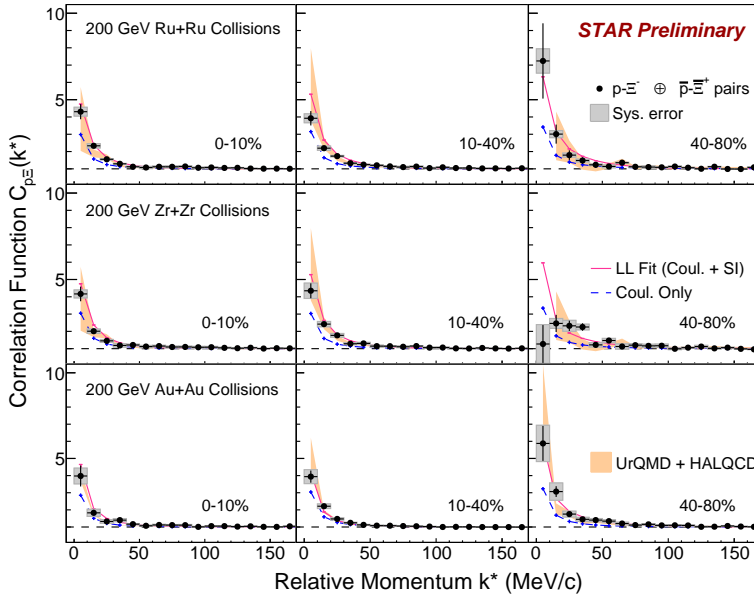 200 GeV Ru+Ru Collisions
STAR Preliminary
p-Ξ⁻ ⊕ p̄-Ξ̄⁺ pairs
Sys. error
0-10%
10-40%
40-80%
200 GeV Zr+Zr Collisions
LL Fit (Coul. + SI)
Coul. Only
0-10%
10-40%
40-80%
200 GeV Au+Au Collisions
UrQMD + HALQCD
0-10%
10-40%
40-80%
Correlation Function C_pΞ(k*)
10
5
10
5
10
5
0 50 100 150 0 50 100 150 0 50 100 150
Relative Momentum k* (MeV/c)